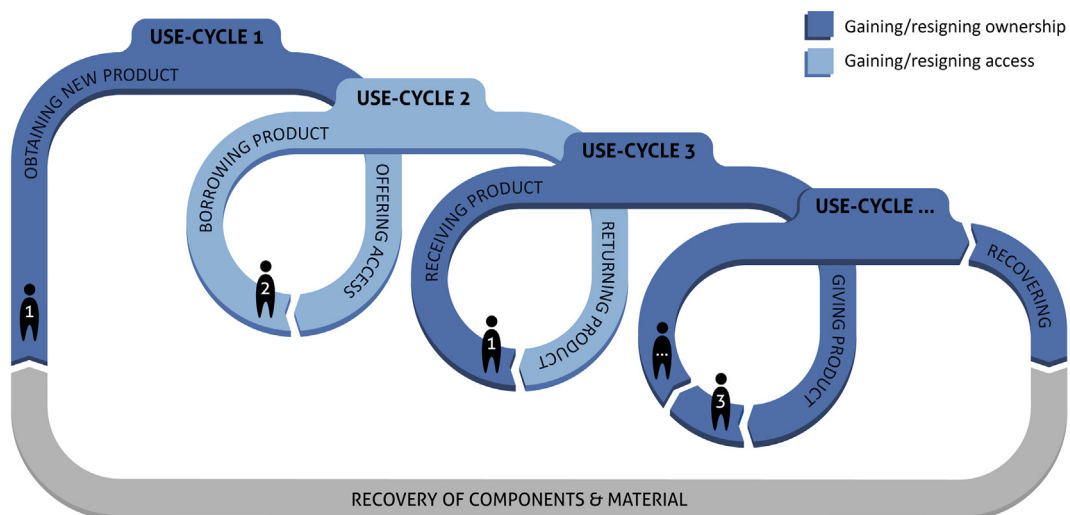 USE-CYCLE 1
Gaining/resigning ownership
Gaining/resigning access
OBTAINING NEW PRODUCT
1
USE-CYCLE 2
BORROWING PRODUCT
OFFERING ACCESS
2
USE-CYCLE 3
RECEIVING PRODUCT
RETURNING PRODUCT
1
USE-CYCLE ...
GIVING PRODUCT
...
3
RECOVERING
RECOVERY OF COMPONENTS & MATERIAL